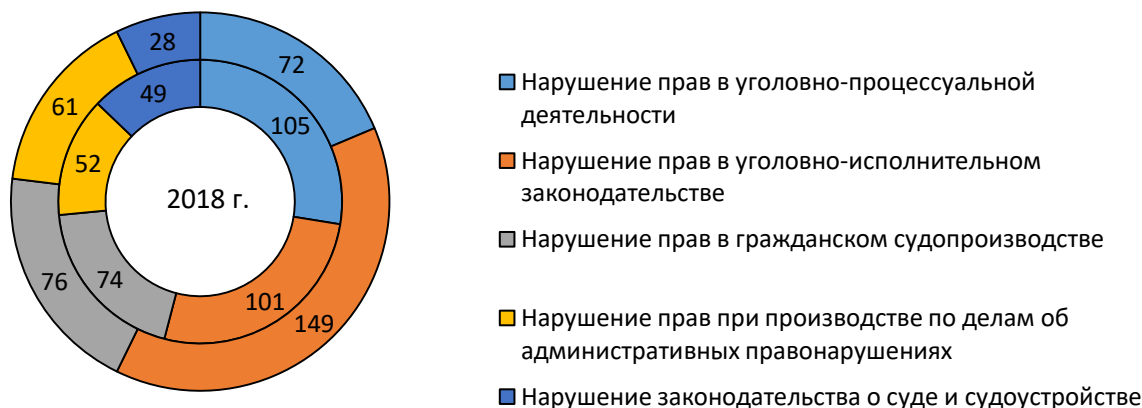 28
72
49
61
105
52
2018 г.
74
76
101
149
Нарушение прав в уголовно-процессуальной
деятельности
Нарушение прав в уголовно-исполнительном
законодательстве
Нарушение прав в гражданском судопроизводстве
Нарушение прав при производстве по делам об
административных правонарушениях
Нарушение законодательства о суде и судоустройстве